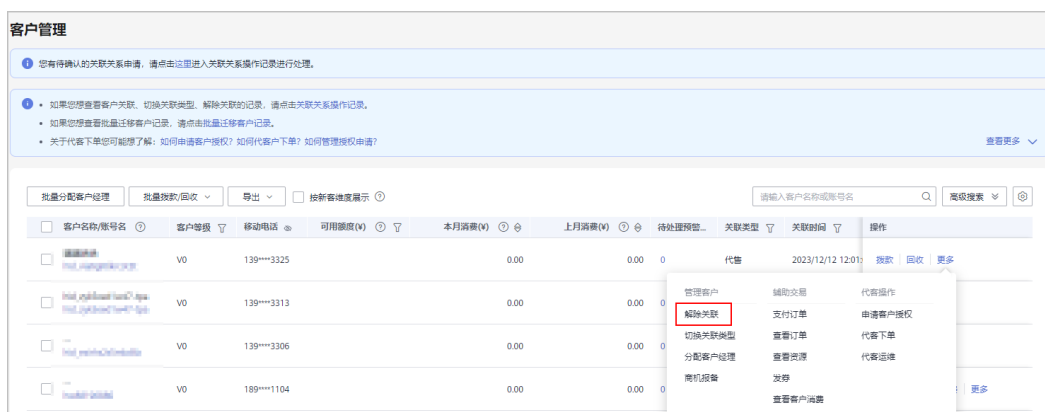 客户管理
您有待确认的关联关系申请，请点击这里进入关联关系操作记录进行处理。
• 如果您想查看客户关联、切换关联类型、解除关联的记录，请点击关联关系操作记录。
• 如果您想查看批量迁移客户记录，请点击批量迁移客户记录。
• 关于代客下单您可能想了解：如何申请客户授权？如何代客户下单？如何管理授权申请？
查看更多
批量分配客户经理 批量拨款/回收 导出 按新客维度展示 请输入客户名称或账号名 高级搜索
客户名称/账号名 客户等级 移动电话 可用额度(¥) 本月消费(¥) 上月消费(¥) 待处理预警... 关联类型 关联时间 操作
V0 139****3325 0.00 0.00 0 代售 2023/12/12 12:01: 拨款 回收 更多
V0 139****3313 0.00 0.00 0
V0 139****3306 0.00 0.00 0
V0 189****1104 0.00 0.00 0 更多
管理客户 辅助交易 代客操作
解除关联 支付订单 申请客户授权
切换关联类型 查看订单 代客下单
分配客户经理 查看资源 代客运维
商机报备 发券
查看客户消费